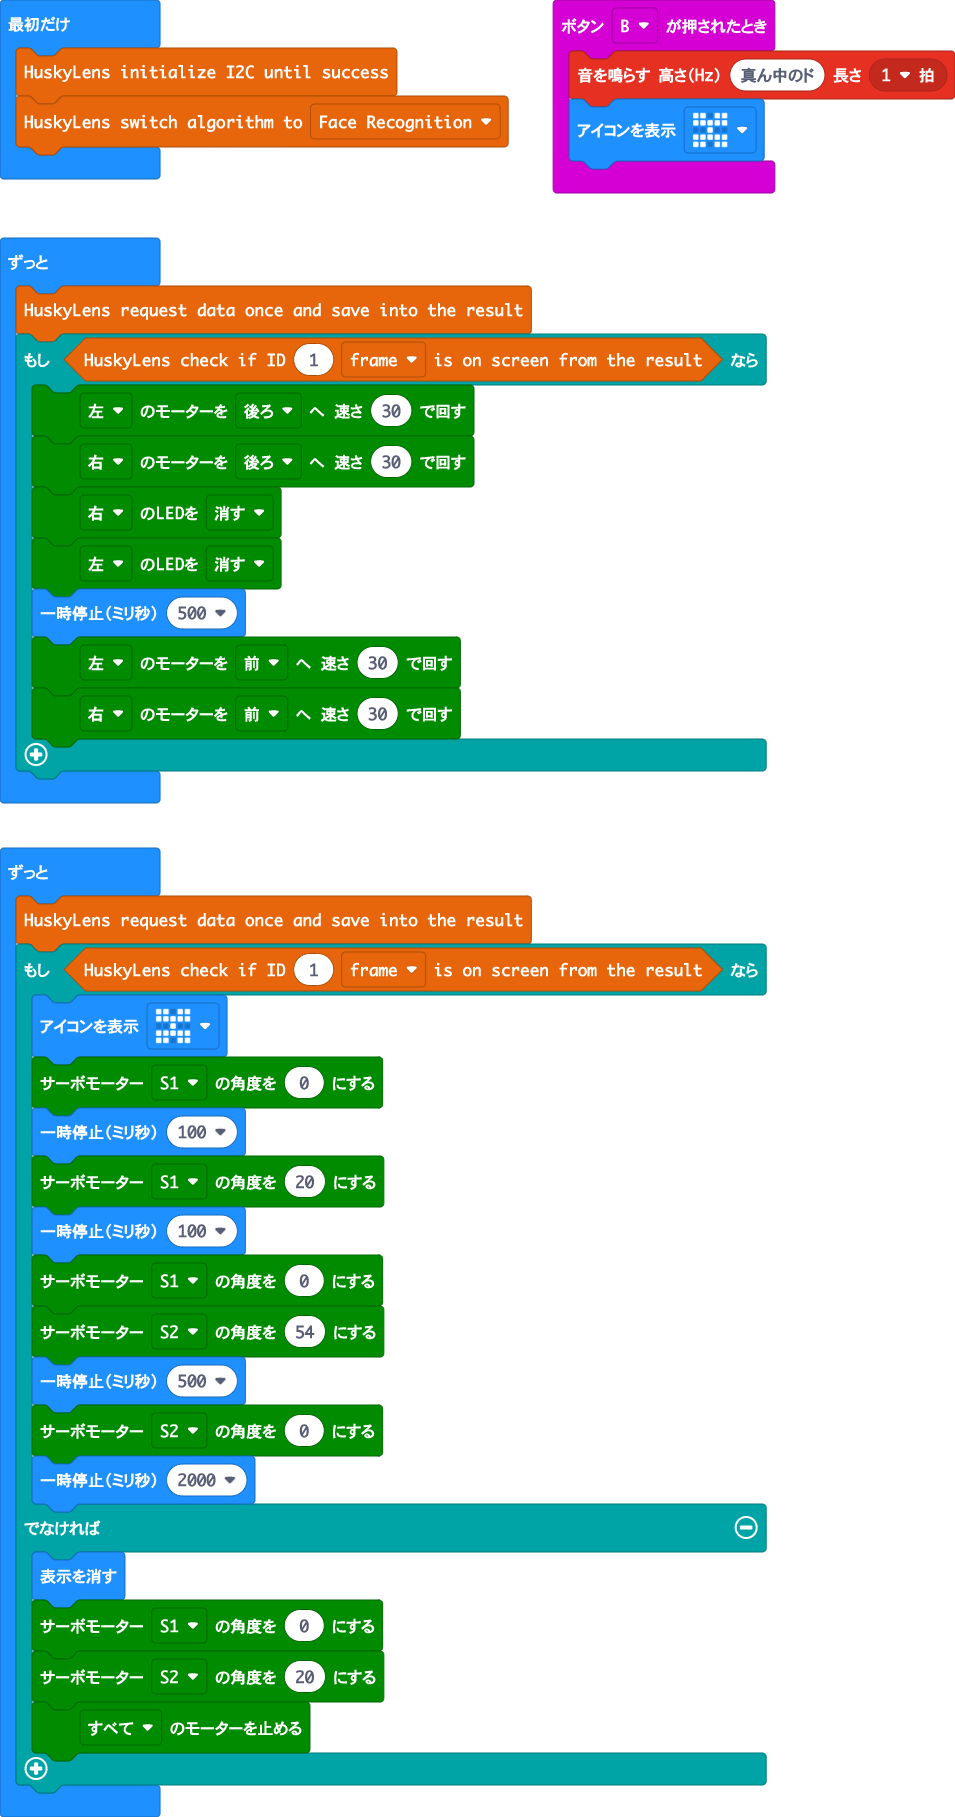 最初だけ
HuskyLens initialize I2C until success
HuskyLens switch algorithm to Face Recognition
ボタン B が押されたとき
音を鳴らす 高さ(Hz) 真ん中のド 長さ 1 拍
アイコンを表示
ずっと
HuskyLens request data once and save into the result
もし HuskyLens check if ID 1 frame is on screen from the result なら
左 のモーターを 後ろ へ 速さ 30 で回す
右 のモーターを 後ろ へ 速さ 30 で回す
右 のLEDを 消す
左 のLEDを 消す
一時停止(ミリ秒) 500
左 のモーターを 前 へ 速さ 30 で回す
右 のモーターを 前 へ 速さ 30 で回す
ずっと
HuskyLens request data once and save into the result
もし HuskyLens check if ID 1 frame is on screen from the result なら
アイコンを表示
サーボモーター S1 の角度を 0 にする
一時停止(ミリ秒) 100
サーボモーター S1 の角度を 20 にする
一時停止(ミリ秒) 100
サーボモーター S1 の角度を 0 にする
サーボモーター S2 の角度を 54 にする
一時停止(ミリ秒) 500
サーボモーター S2 の角度を 0 にする
一時停止(ミリ秒) 2000
でなければ
表示を消す
サーボモーター S1 の角度を 0 にする
サーボモーター S2 の角度を 20 にする
すべて のモーターを止める